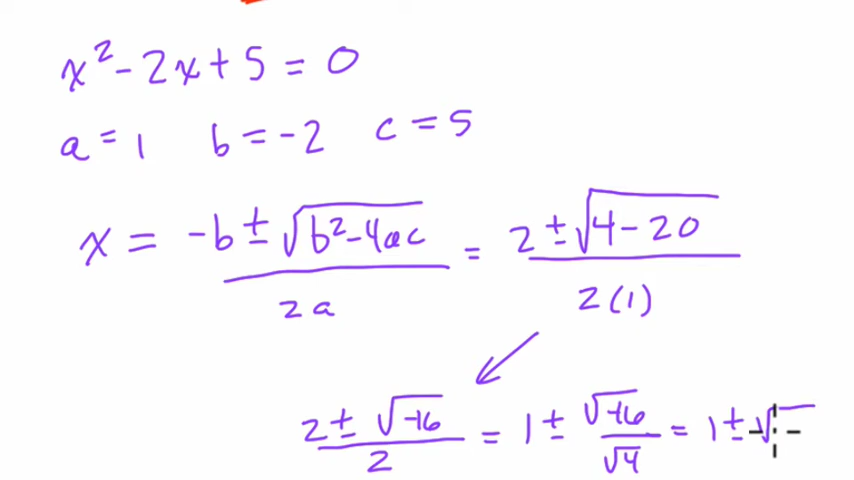 x² - 2x + 5 = 0
a = 1 b = -2 c = 5
x = (-b ± √(b² - 4ac)) / 2a = (2 ± √(4 - 20)) / 2(1)
(2 ± √-16) / 2 = 1 ± √-16 / √4 = 1 ± √